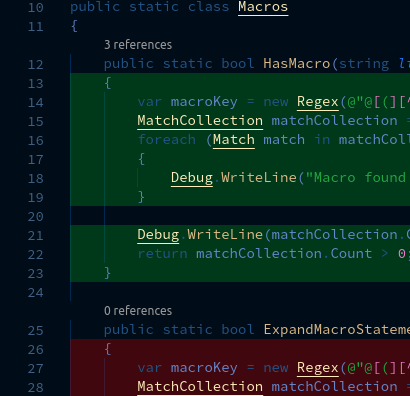 10 public static class Macros
11 {
3 references
12 public static bool HasMacro(string
13 {
14 var macroKey = new Regex(@"@[(][^
15 MatchCollection matchCollection =
16 foreach (Match match in matchColl
17 {
18 Debug.WriteLine("Macro found
19 }
20
21 Debug.WriteLine(matchCollection.C
22 return matchCollection.Count > 0;
23 }
24
0 references
25 public static bool ExpandMacroStateme
26 {
27 var macroKey = new Regex(@"@[(][^
28 MatchCollection matchCollection =